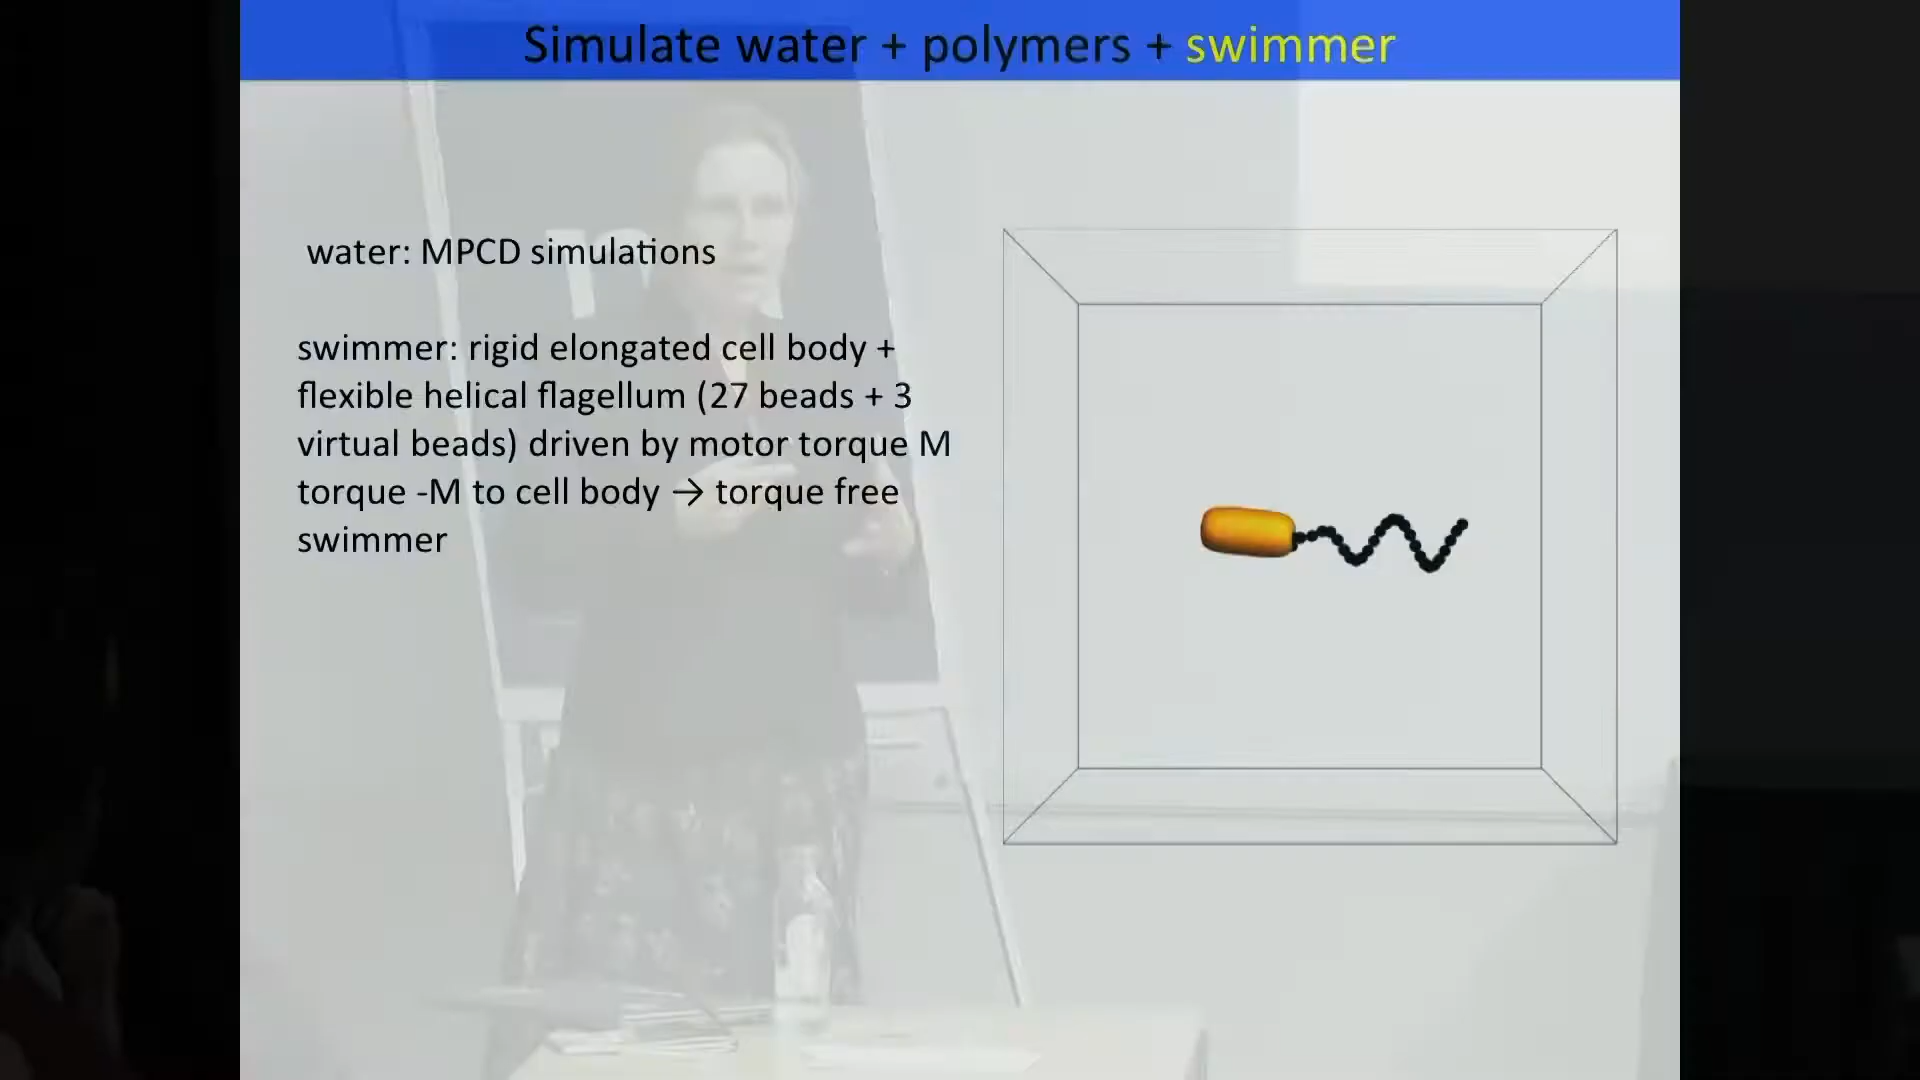 Simulate water + polymers + swimmer
water: MPCD simulations
swimmer: rigid elongated cell body +
flexible helical flagellum (27 beads + 3
virtual beads) driven by motor torque M
torque -M to cell body → torque free
swimmer